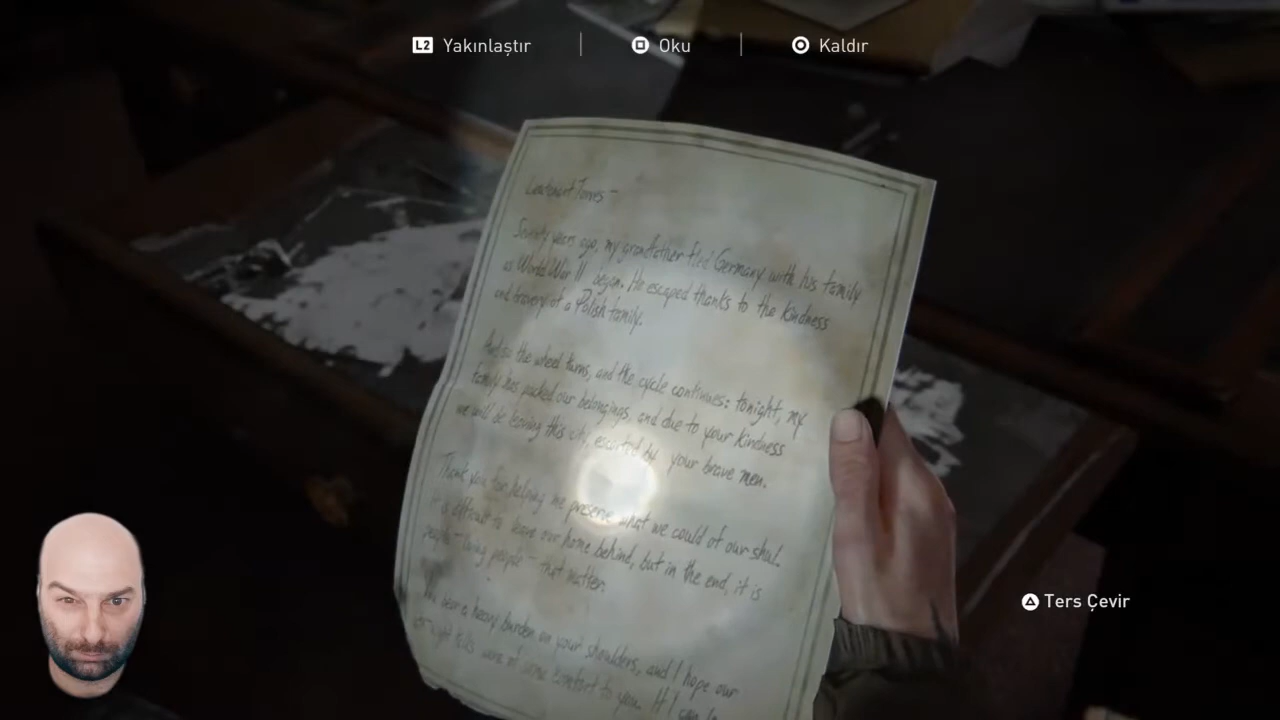 L2 Yakınlaştır
Oku
Kaldır
Lieutenant Torres –
Seventy years ago, my grandfather fled Germany with his family
as World War II began. He escaped thanks to the kindness
and bravery of a Polish family.
And so the wheel turns, and the cycle continues: tonight, my
family has packed our belongings, and due to your kindness
we will be leaving this city, escorted by your brave men.
Thank you for helping me preserve what we could of our shul.
It is difficult to leave our home behind, but in the end, it is
people – living people – that matter.
You bear a heavy burden on your shoulders, and I hope our
talks were of some comfort to you. If I can
Ters Çevir